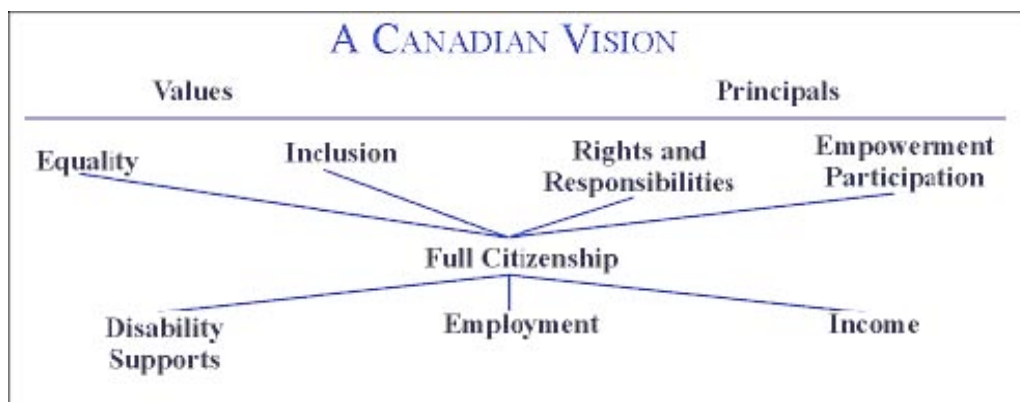 A CANADIAN VISION
Values Principals
Equality Inclusion Rights and Responsibilities Empowerment Participation
Full Citizenship
Disability Supports Employment Income